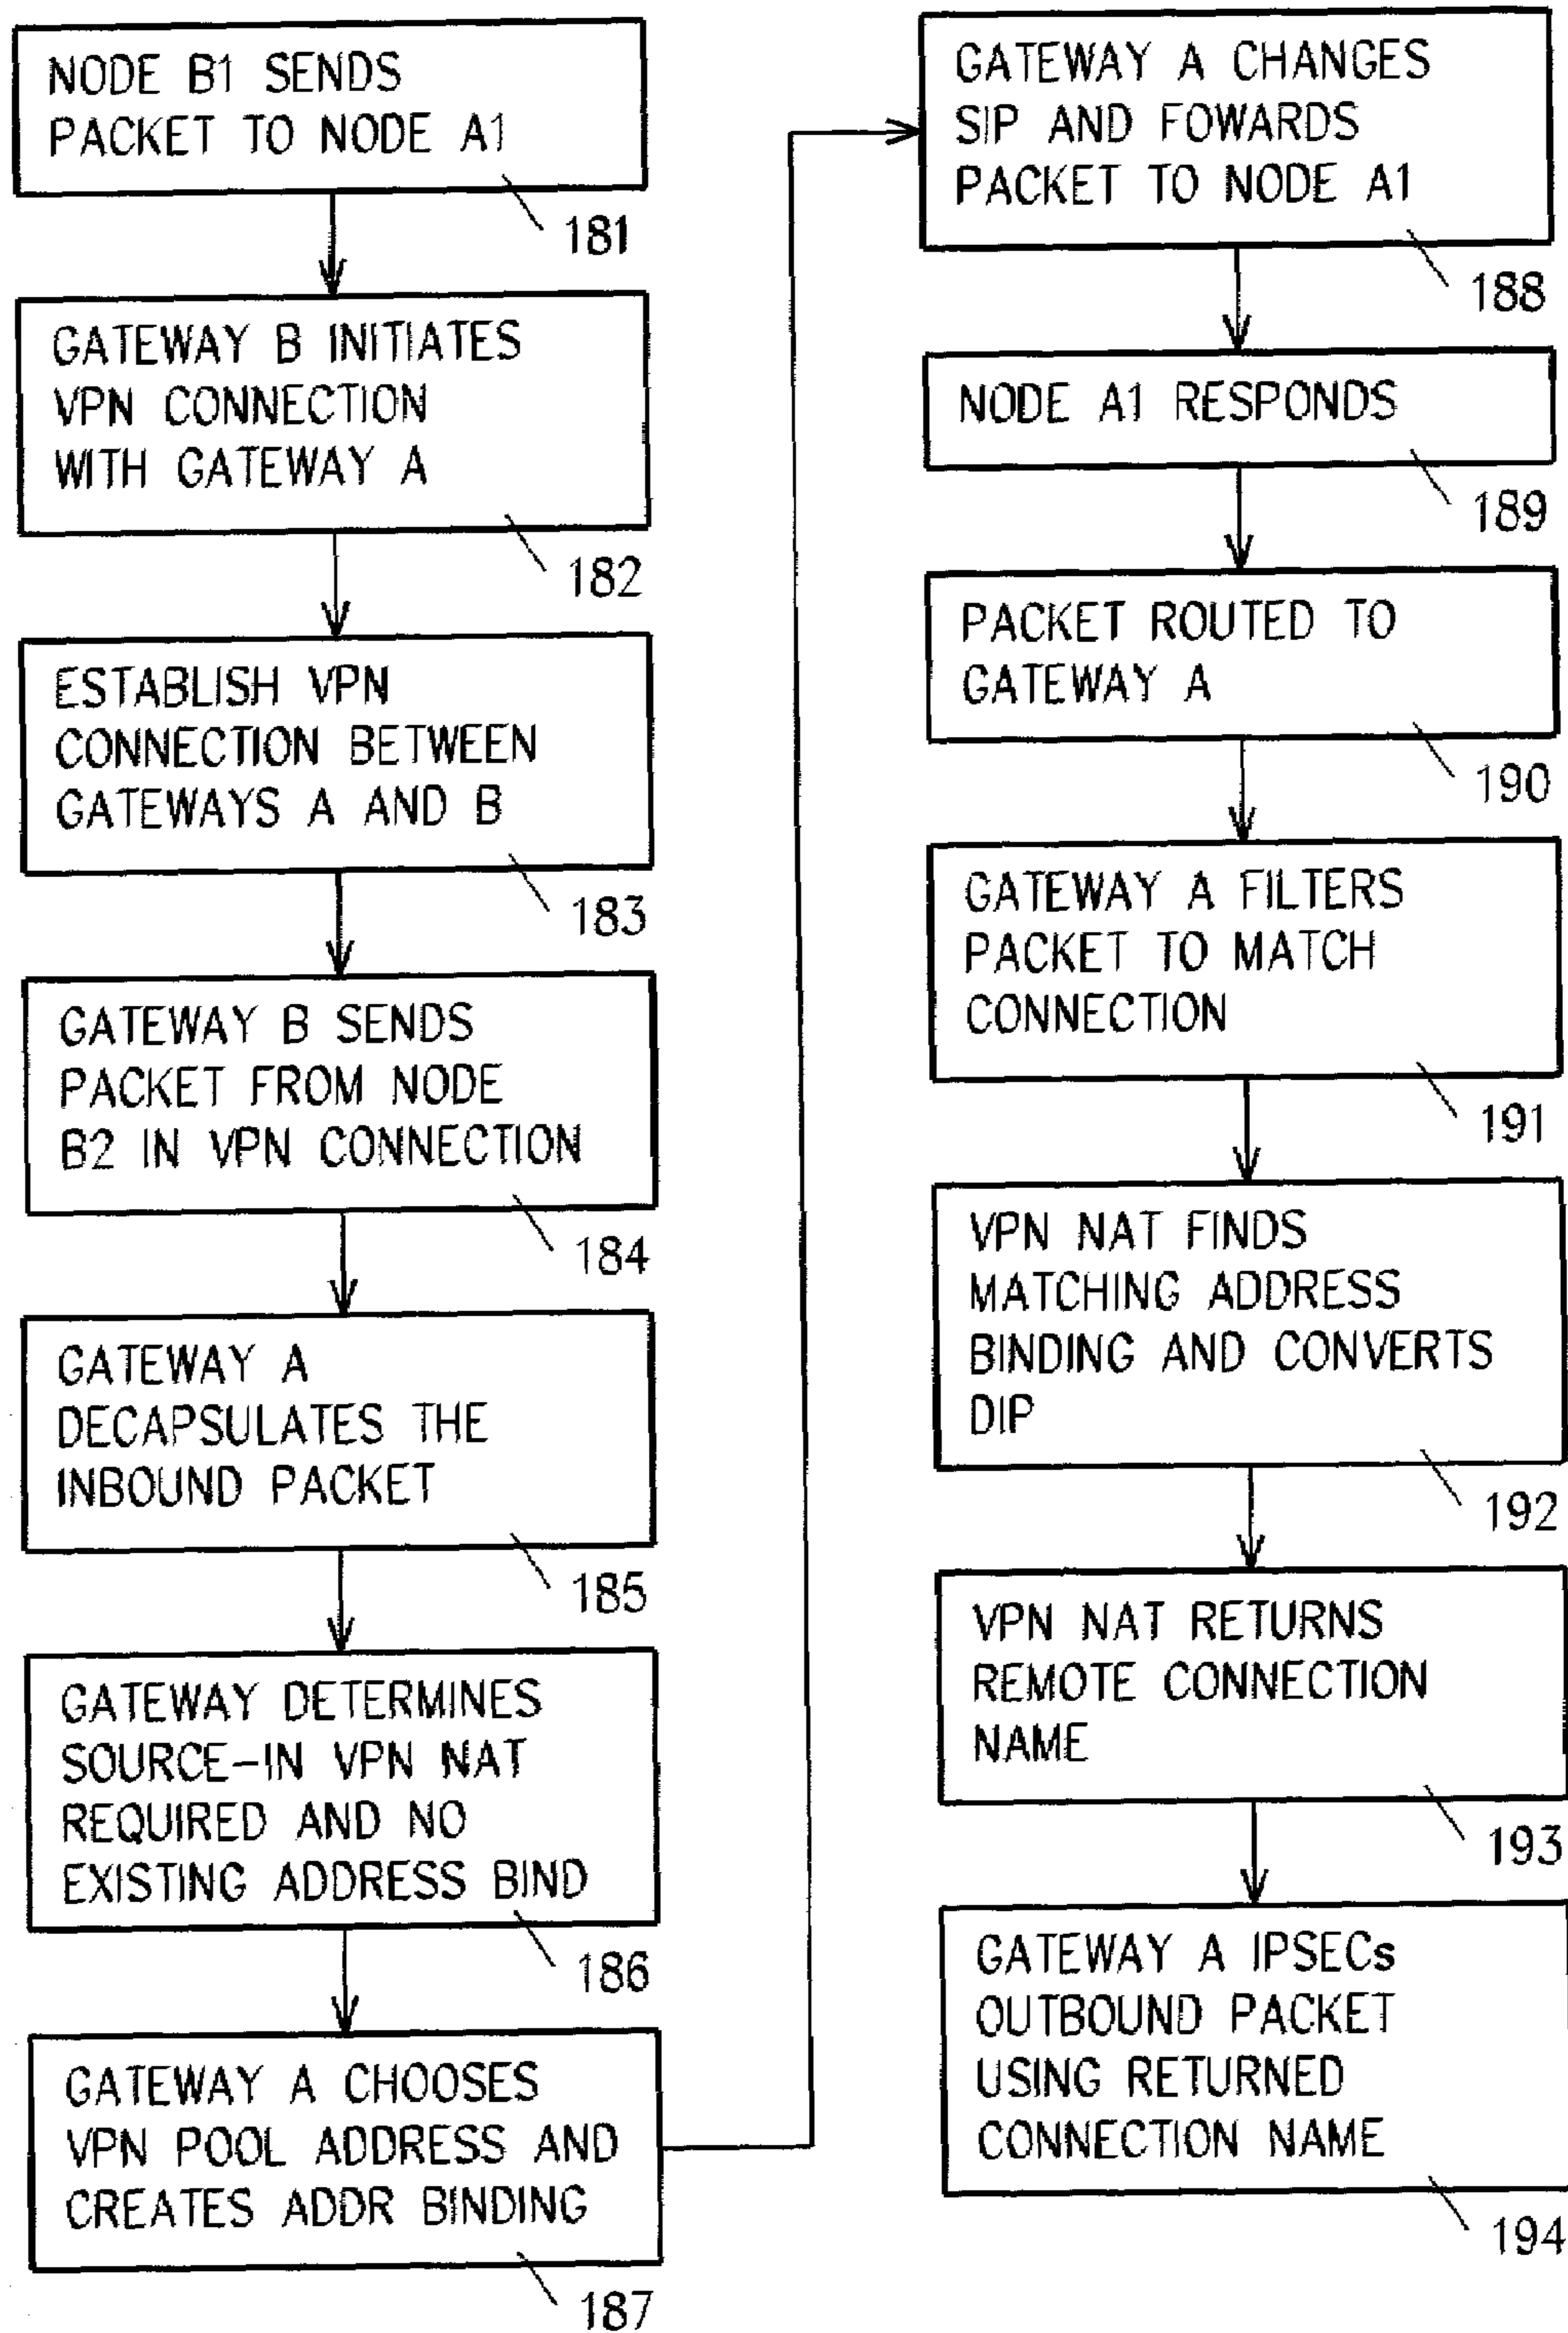 NODE B1 SENDS
PACKET TO NODE A1
181
GATEWAY B INITIATES
VPN CONNECTION
WITH GATEWAY A
182
ESTABLISH VPN
CONNECTION BETWEEN
GATEWAYS A AND B
183
GATEWAY B SENDS
PACKET FROM NODE
B2 IN VPN CONNECTION
184
GATEWAY A
DECAPSULATES THE
INBOUND PACKET
185
GATEWAY DETERMINES
SOURCE-IN VPN NAT
REQUIRED AND NO
EXISTING ADDRESS BIND
186
GATEWAY A CHOOSES
VPN POOL ADDRESS AND
CREATES ADDR BINDING
187
GATEWAY A CHANGES
SIP AND FOWARDS
PACKET TO NODE A1
188
NODE A1 RESPONDS
189
PACKET ROUTED TO
GATEWAY A
190
GATEWAY A FILTERS
PACKET TO MATCH
CONNECTION
191
VPN NAT FINDS
MATCHING ADDRESS
BINDING AND CONVERTS
DIP
192
VPN NAT RETURNS
REMOTE CONNECTION
NAME
193
GATEWAY A IPSECs
OUTBOUND PACKET
USING RETURNED
CONNECTION NAME
194